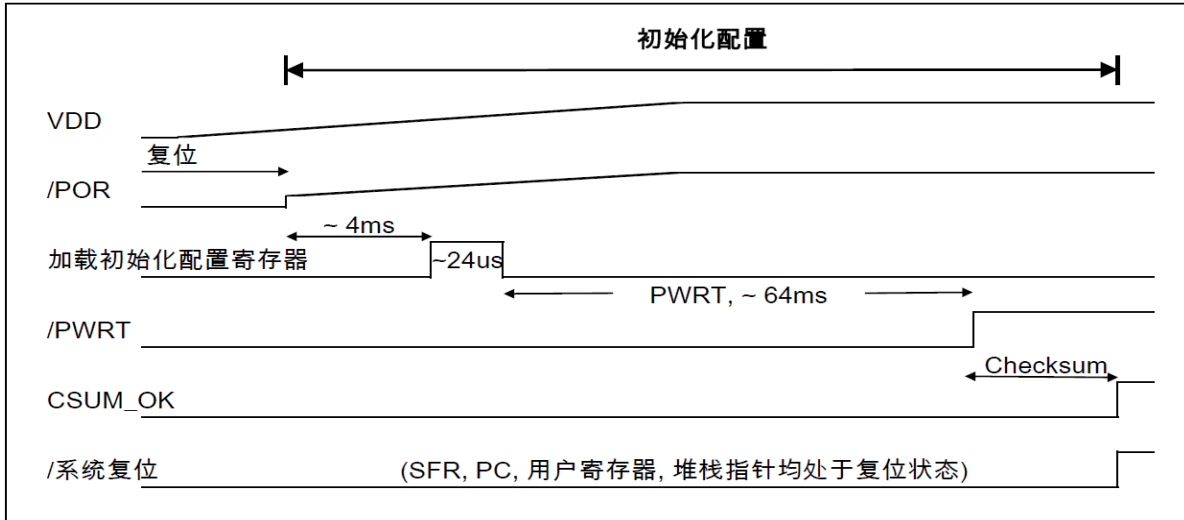 初始化配置
VDD
复位
/POR
~ 4ms
加载初始化配置寄存器
~24us
PWRT, ~ 64ms
/PWRT
Checksum
CSUM_OK
/系统复位
(SFR, PC, 用户寄存器, 堆栈指针均处于复位状态)